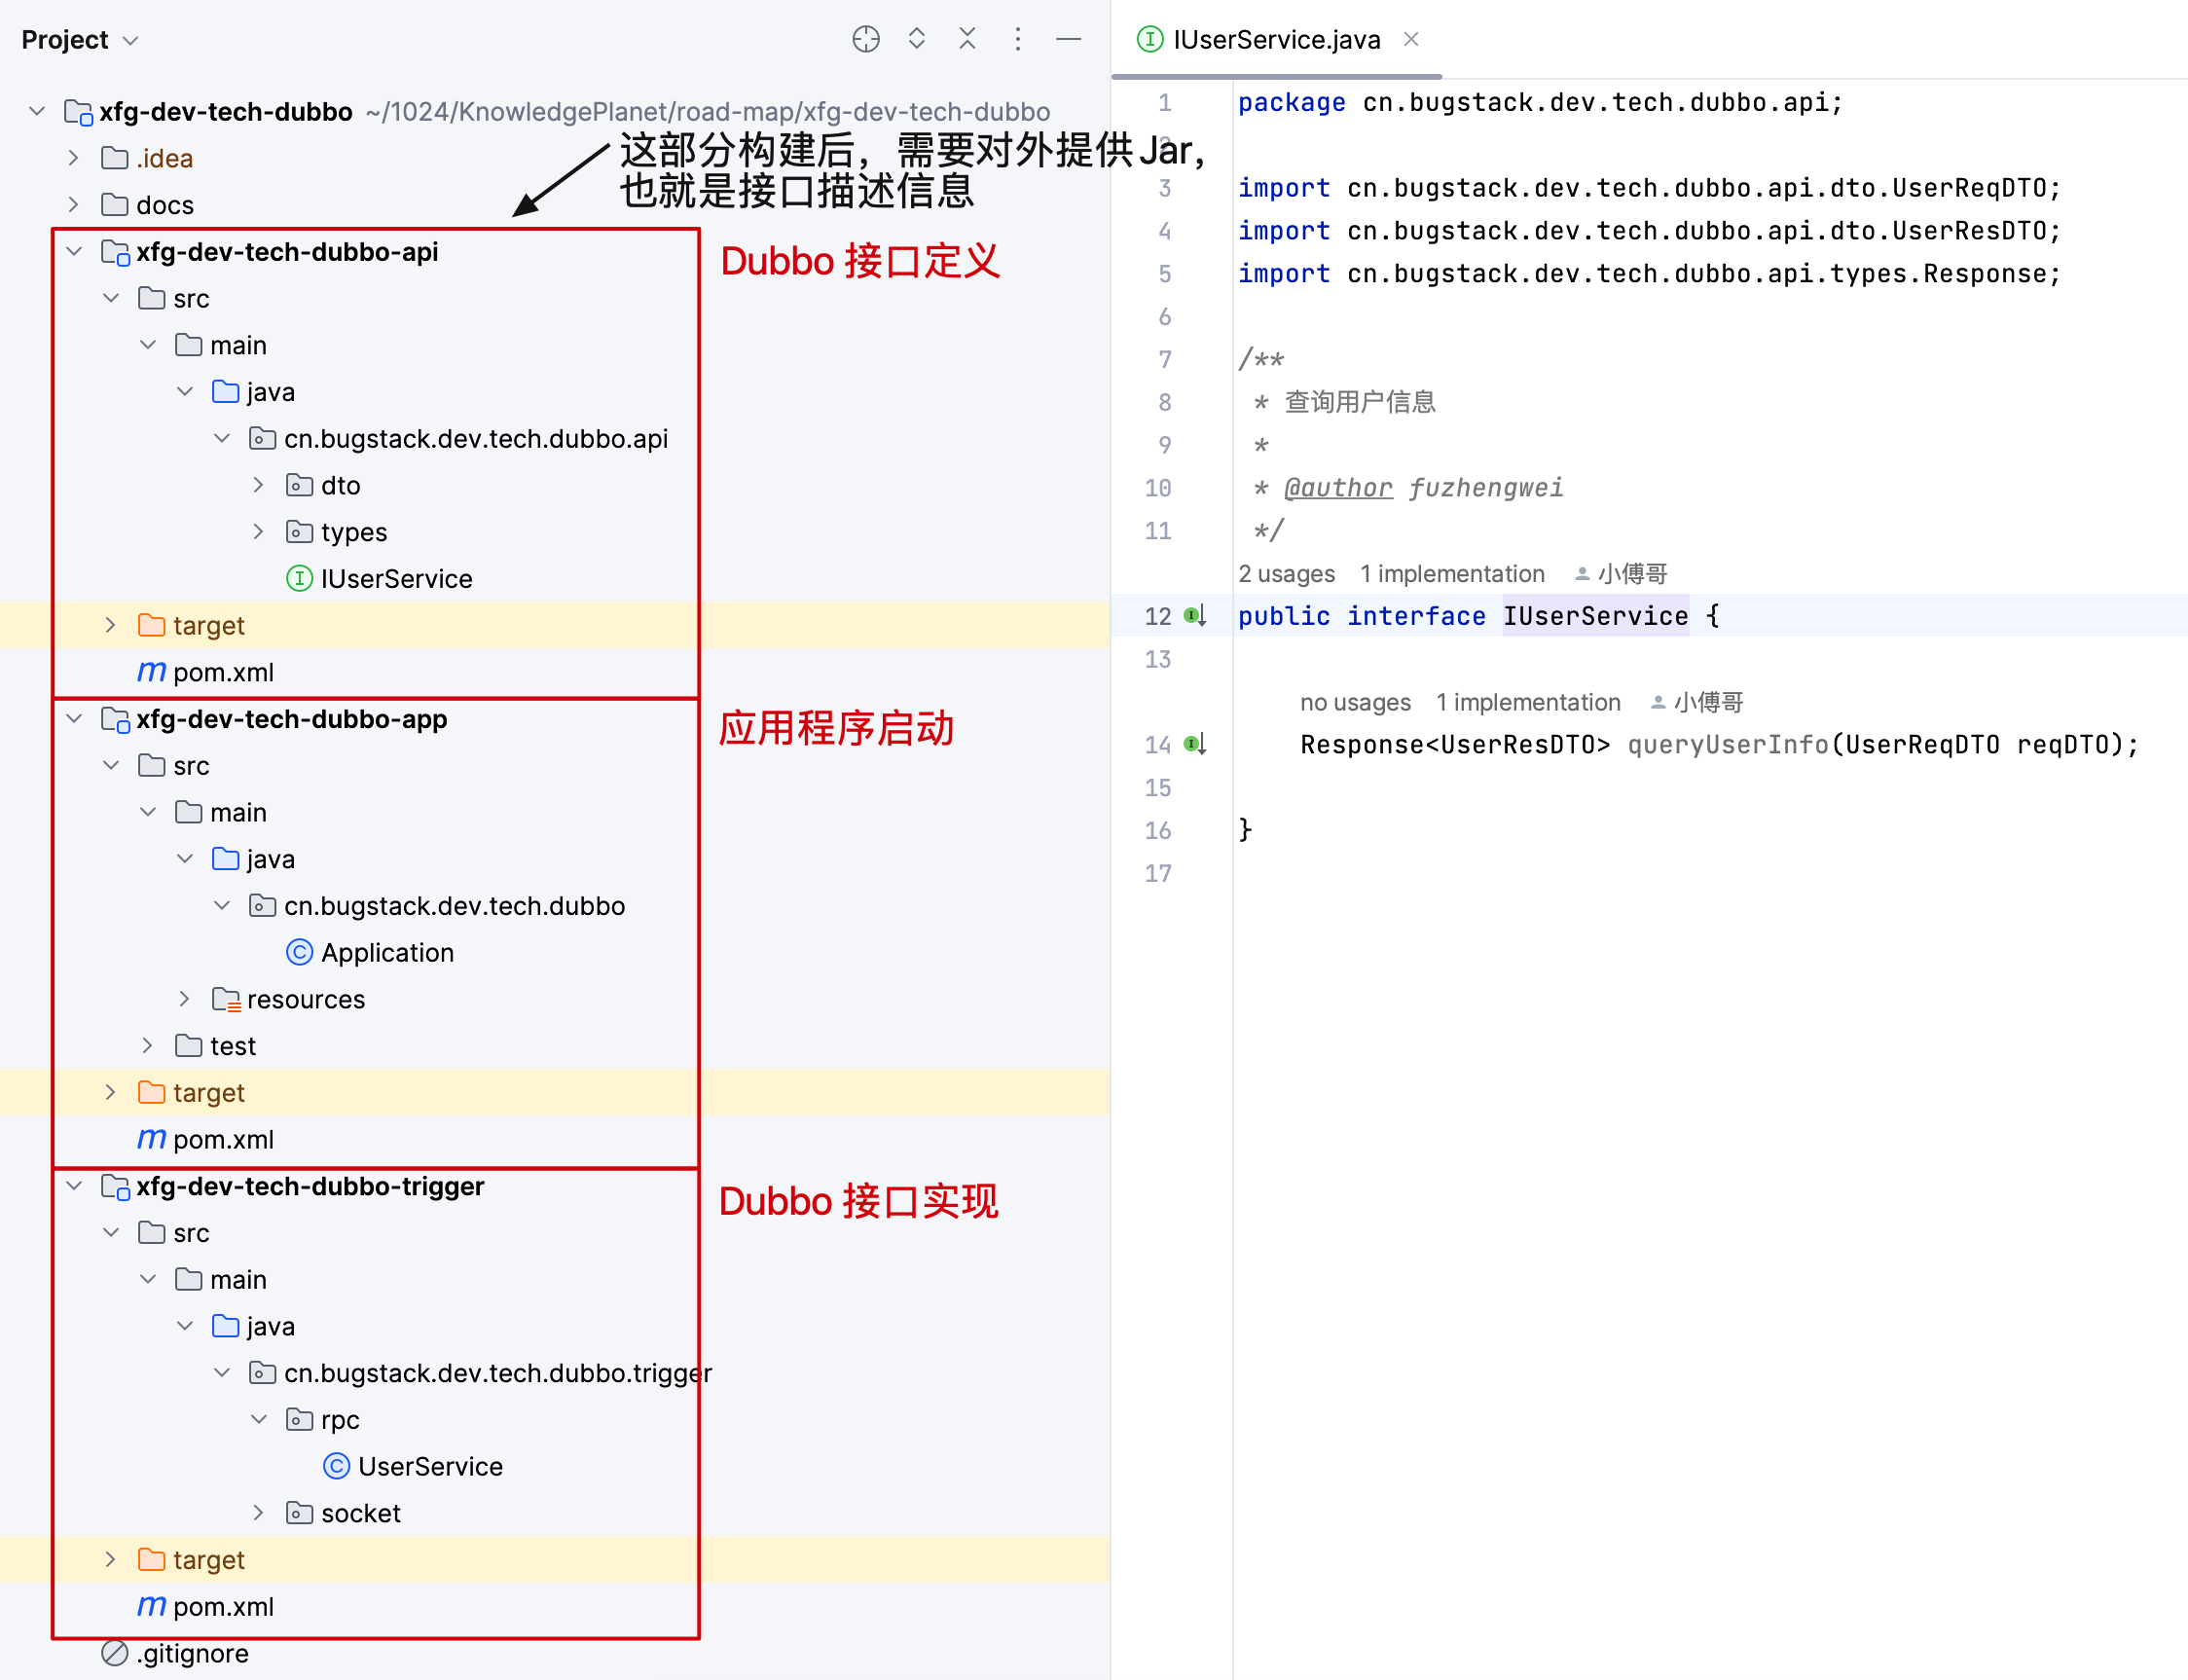 Project
xfg-dev-tech-dubbo ~/1024/KnowledgePlanet/road-map/xfg-dev-tech-dubbo
这部分构建后，需要对外提供Jar，
也就是接口描述信息
.idea
docs
xfg-dev-tech-dubbo-api
Dubbo 接口定义
src
main
java
cn.bugstack.dev.tech.dubbo.api
dto
types
IUserService
target
pom.xml
xfg-dev-tech-dubbo-app
应用程序启动
src
main
java
cn.bugstack.dev.tech.dubbo
Application
resources
test
target
pom.xml
xfg-dev-tech-dubbo-trigger
Dubbo 接口实现
src
main
java
cn.bugstack.dev.tech.dubbo.trigger
rpc
UserService
socket
target
pom.xml
.gitignore
IUserService.java
1 package cn.bugstack.dev.tech.dubbo.api;
3 import cn.bugstack.dev.tech.dubbo.api.dto.UserReqDTO;
4 import cn.bugstack.dev.tech.dubbo.api.dto.UserResDTO;
5 import cn.bugstack.dev.tech.dubbo.api.types.Response;
6
7 /**
8 * 查询用户信息
9 *
10 * @author fuzhengwei
11 */
2 usages 1 implementation 小傅哥
12 public interface IUserService {
13
no usages 1 implementation 小傅哥
14 Response<UserResDTO> queryUserInfo(UserReqDTO reqDTO);
15
16 }
17